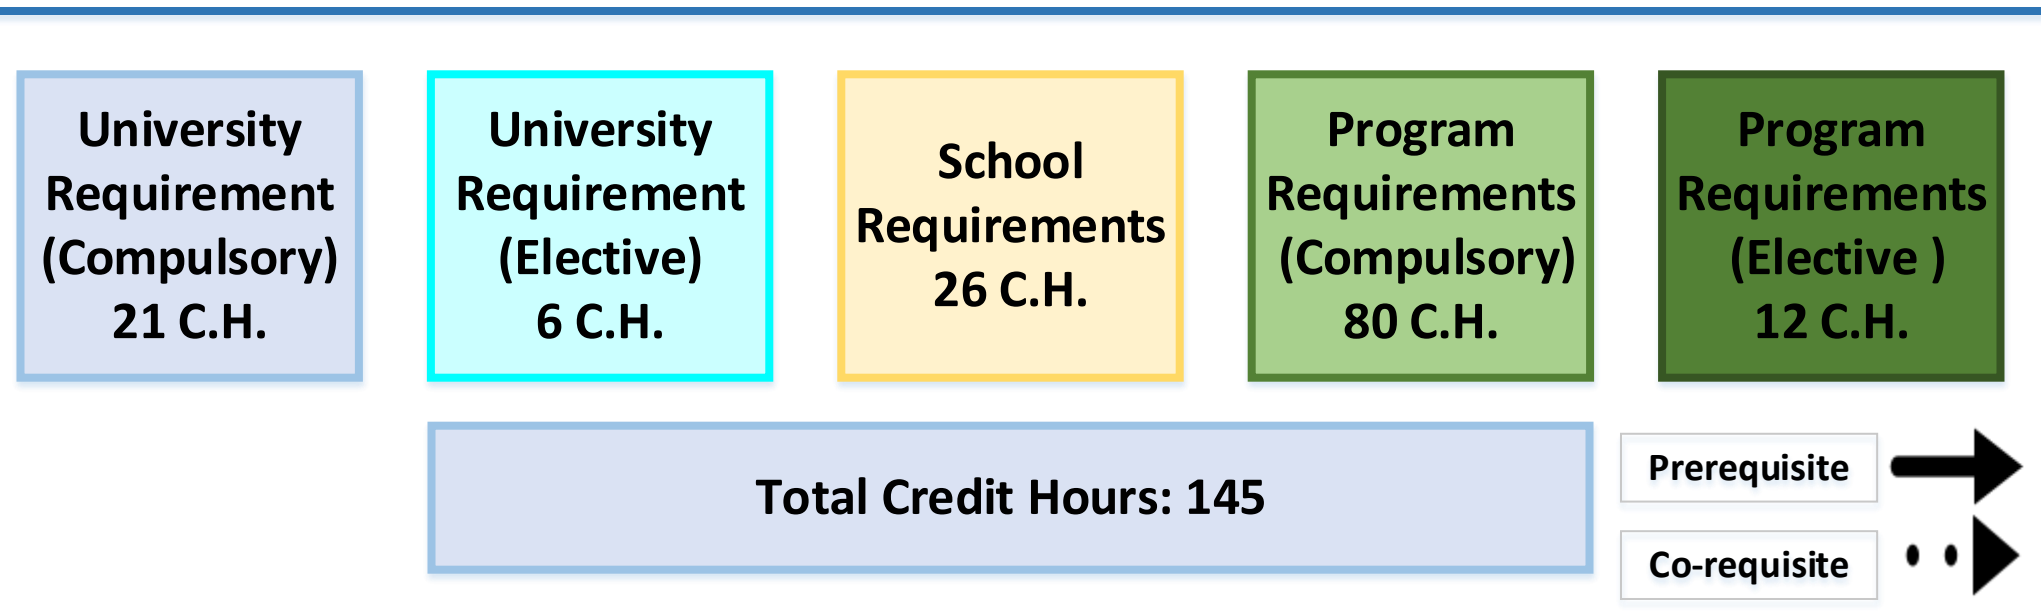 University
Requirement
(Compulsory)
21 C.H.
University
Requirement
(Elective)
6 C.H.
School
Requirements
26 C.H.
Program
Requirements
(Compulsory)
80 C.H.
Program
Requirements
(Elective )
12 C.H.
Total Credit Hours: 145
Prerequisite
Co-requisite